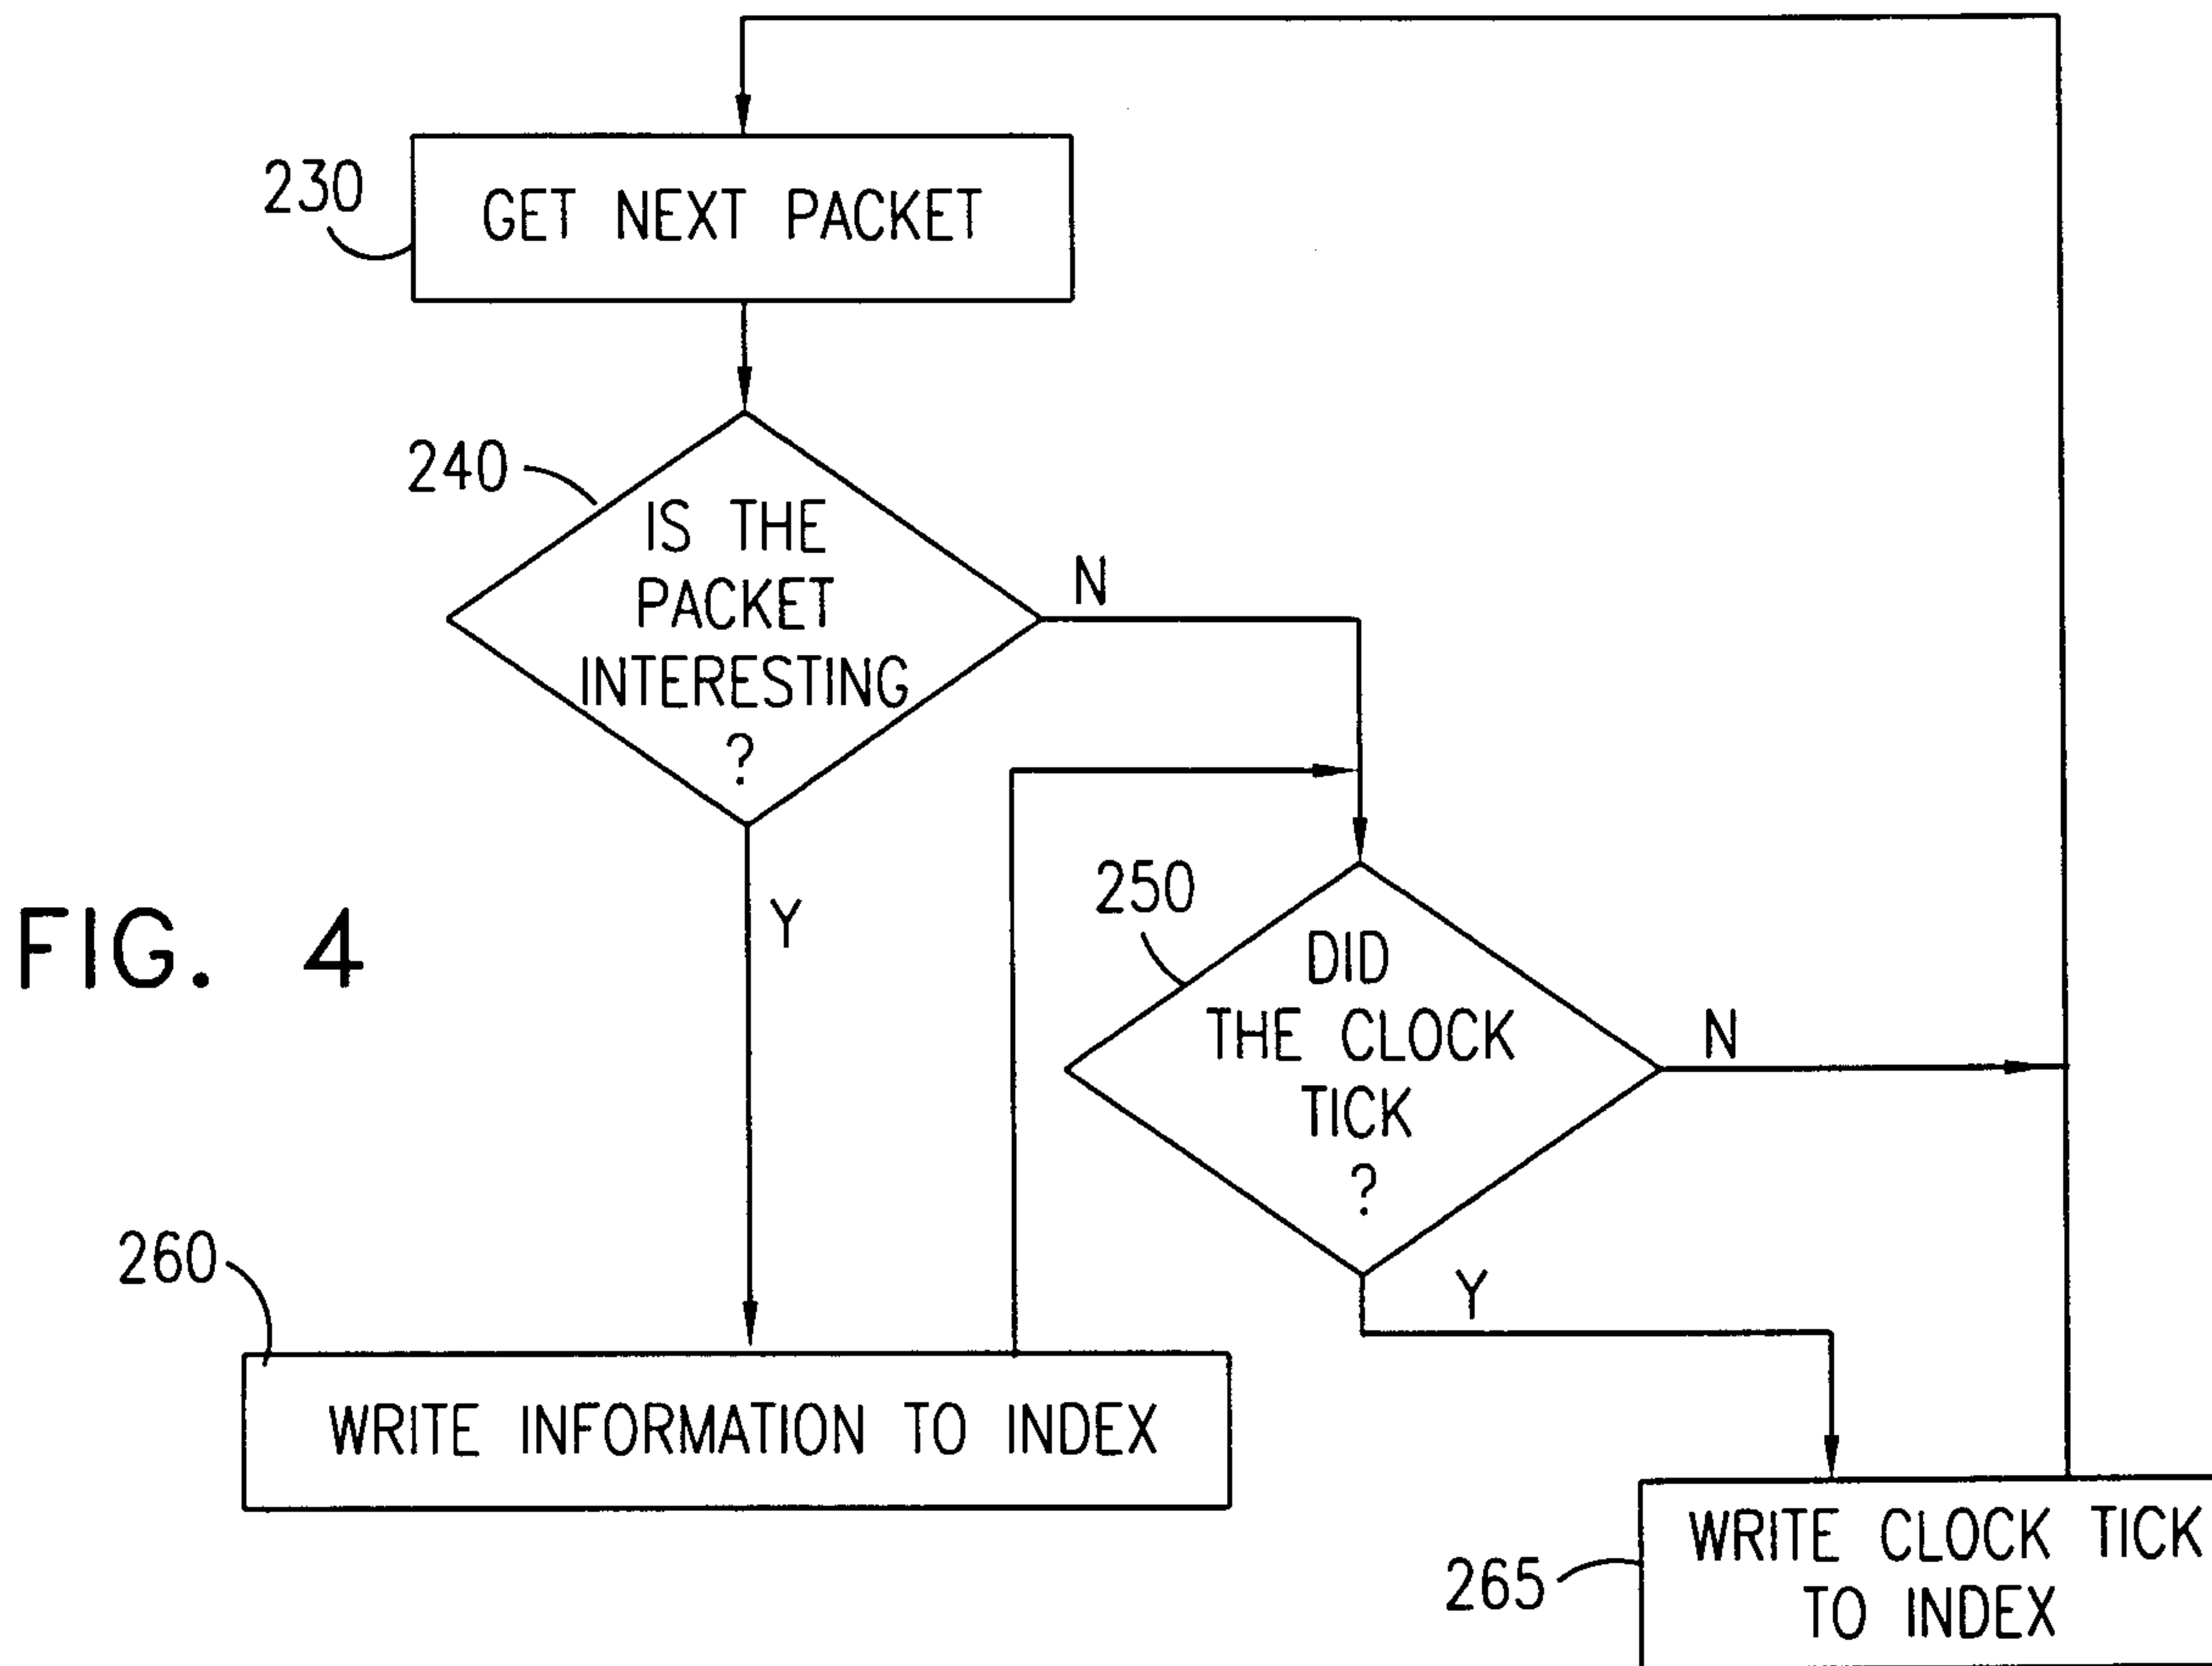 230
GET NEXT PACKET
240
IS THE
PACKET
INTERESTING
?
N
Y
FIG. 4
250
DID
THE CLOCK
TICK
?
N
Y
260
WRITE INFORMATION TO INDEX
265
WRITE CLOCK TICK
TO INDEX